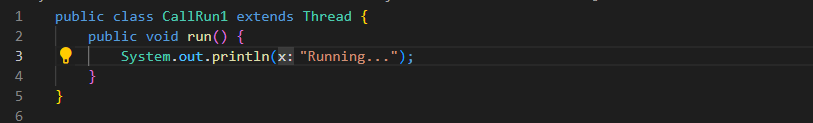 1 public class CallRun1 extends Thread {
2 public void run() {
3 System.out.println(x: "Running...");
4 }
5 }
6